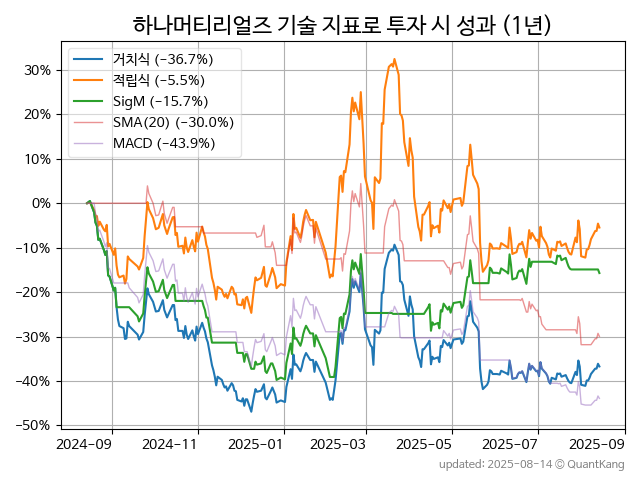 하나머티리얼즈 기술 지표로 투자 시 성과 (1년)
거치식 (−36.7%)
적립식 (−5.5%)
SigM (−15.7%)
SMA(20) (−30.0%)
MACD (−43.9%)
30%
20%
10%
0%
−10%
−20%
−30%
−40%
−50%
2024-09 2024-11 2025-01 2025-03 2025-05 2025-07 2025-09
updated: 2025-08-14 © QuantKang